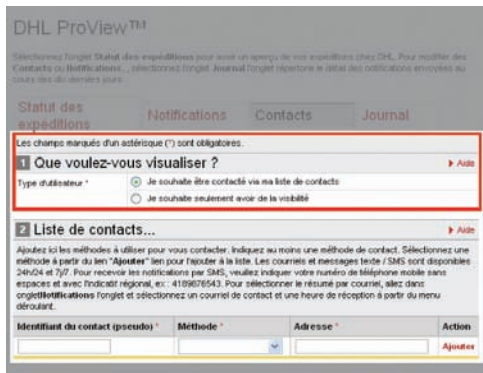 DHL ProView™
Sélectionnez l'onglet Statut des expéditions pour avoir un aperçu de vos expéditions chez DHL. Pour modifier des
Contacts ou Notifications. , sélectionnez l'onglet Journal l'onglet répertorie le détail des notifications envoyées au
cours des dix derniers jours.
Statut des
expéditions
Notifications
Contacts
Journal
Les champs marqués d'un astérisque (*) sont obligatoires.
1 Que voulez-vous visualiser ?
Aide
Type d'utilisateur *
Je souhaite être contacté via ma liste de contacts
Je souhaite seulement avoir de la visibilité
2 Liste de contacts...
Aide
Ajoutez ici les méthodes à utiliser pour vous contacter. Indiquez au moins une méthode de contact. Sélectionnez une
méthode à partir du lien "Ajouter" lien pour l'ajouter à la liste. Les courriels et messages texte / SMS sont disponibles
24h/24 et 7j/7. Pour recevoir les notifications par SMS, veuillez indiquer votre numéro de téléphone mobile sans
espaces et avec l'indicatif régional, ex : 4189876543. Pour sélectionner le résumé par courriel, allez dans
ongletNotifications l'onglet et sélectionnez un courriel de contact et une heure de réception à partir du menu
déroulant.
Identifiant du contact (pseudo) * Méthode * Adresse * Action
Ajouter